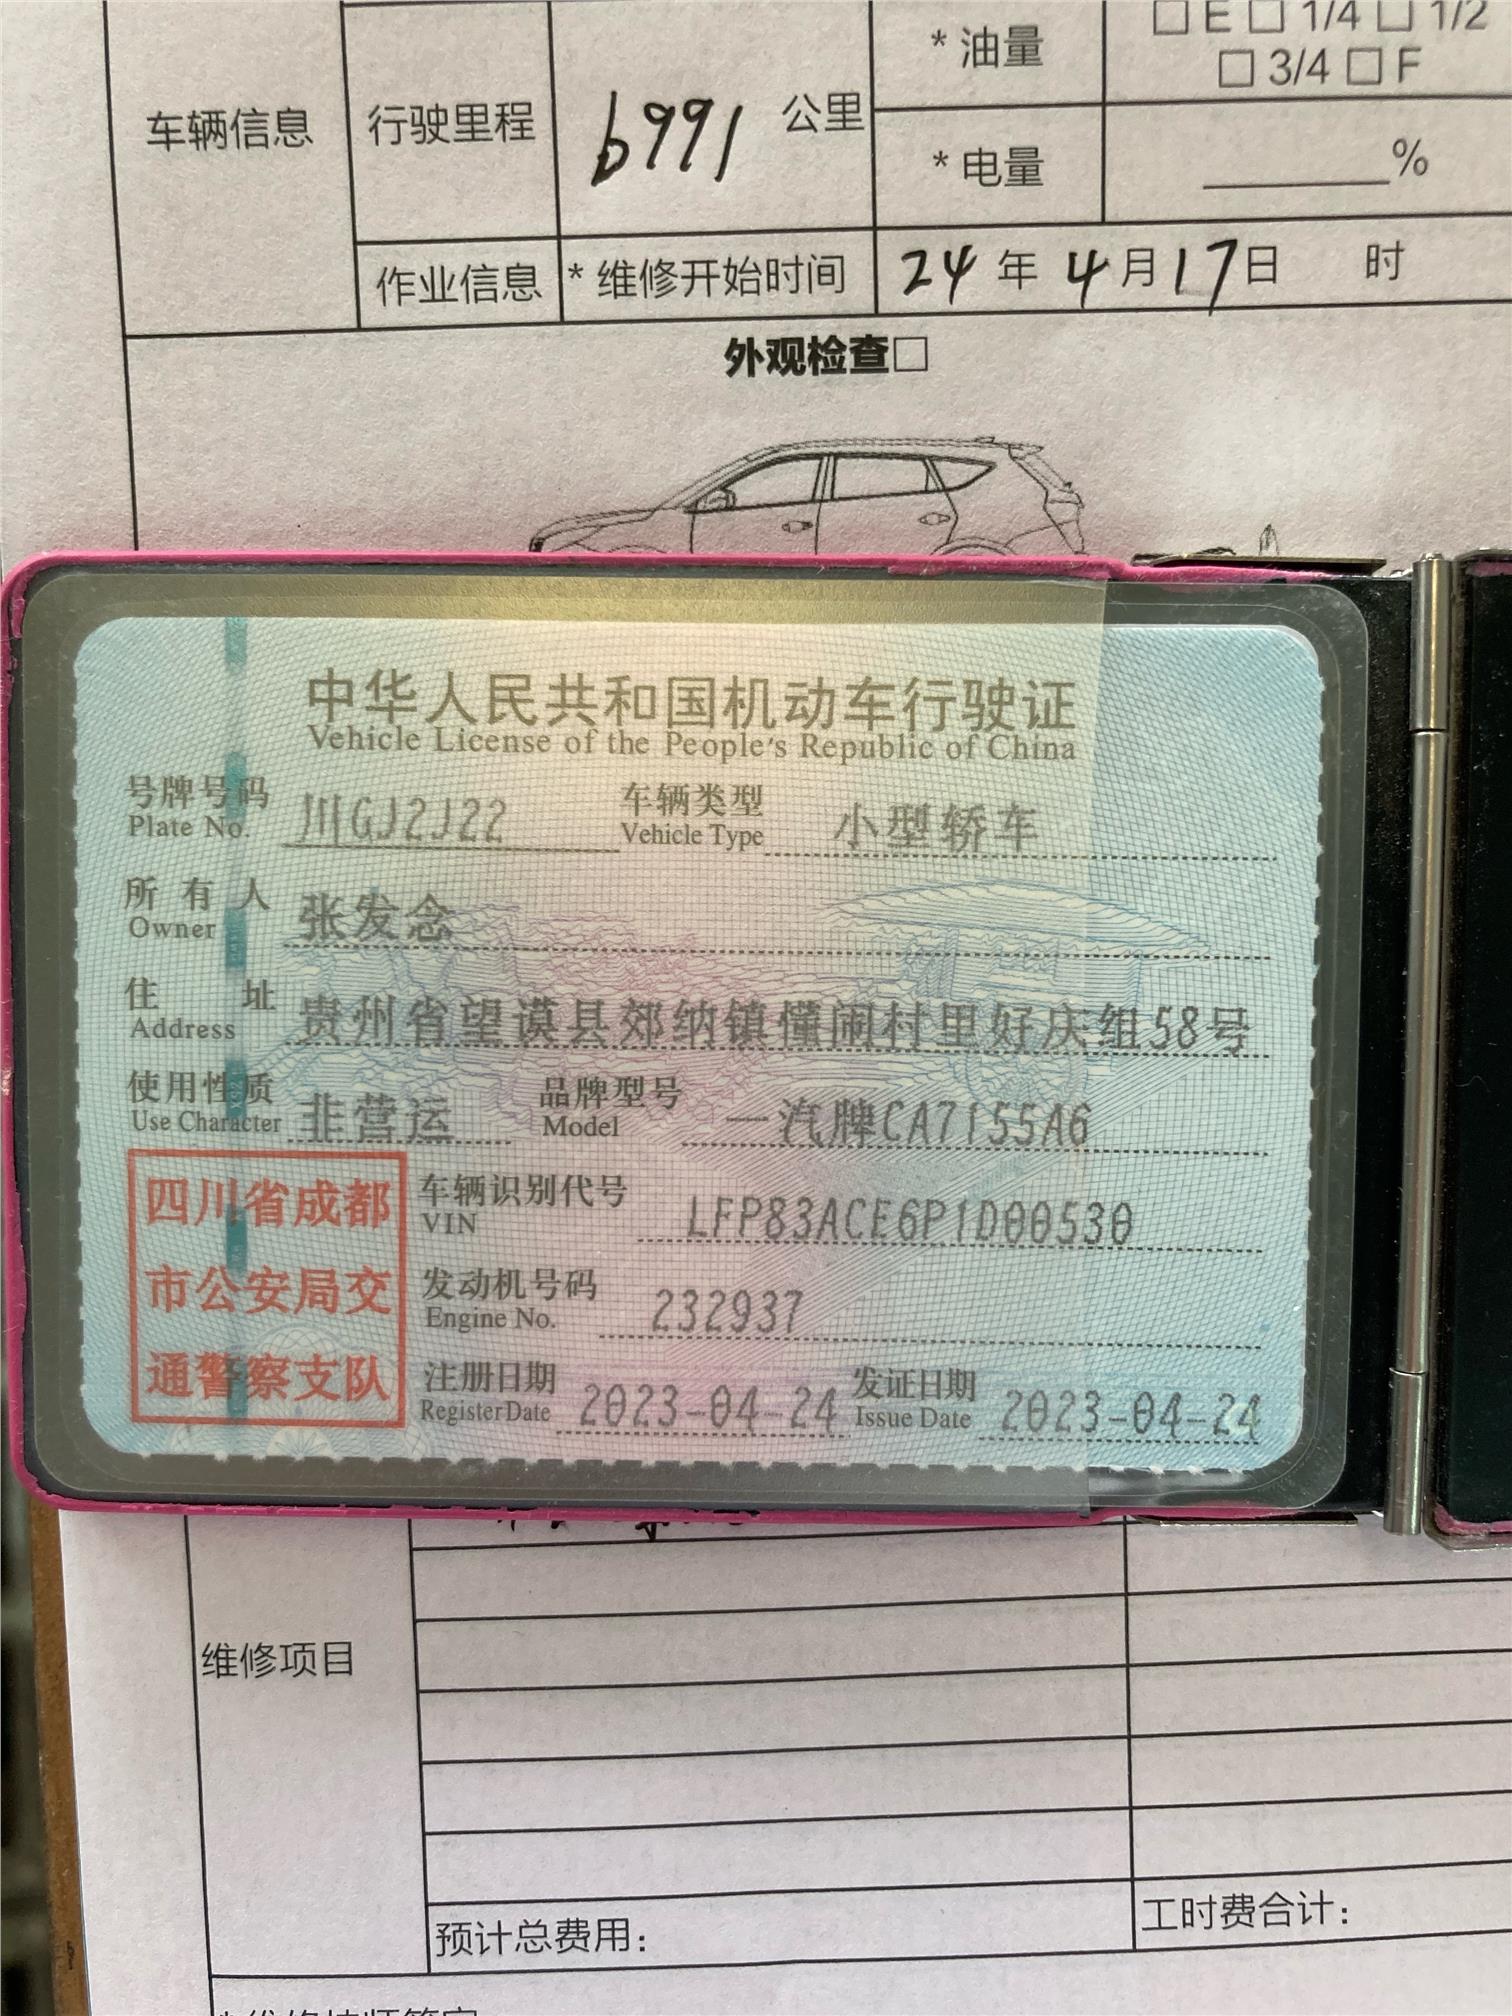 □ E □ 1/4 □ 1/2
* 油量
□ 3/4 □ F
车辆信息 行驶里程 6991 公里
* 电量 %
作业信息 * 维修开始时间 24 年 4 月 17 日 时
外观检查□
中华人民共和国机动车行驶证
Vehicle License of the People's Republic of China
号牌号码 川GJ2J22 车辆类型 小型轿车
Plate No. Vehicle Type
所有人 张发念
Owner
住址 贵州省望谟县郊纳镇懂闹村里好庆组58号
Address
使用性质 非营运 品牌型号 一汽牌CA7155A6
Use Character Model
四川省成都
市公安局交
通警察支队
车辆识别代号 LFP83ACE6P1D00530
VIN
发动机号码 232937
Engine No.
注册日期 2023-04-24 发证日期 2023-04-24
Register Date Issue Date
维修项目
预计总费用: 工时费合计: